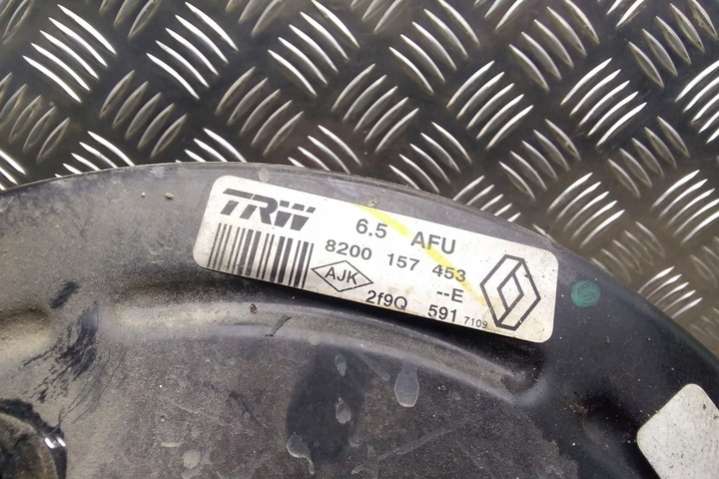 TRW
6.5 AFU
8200 157 453
--E
AJK
2f9Q 591 7109